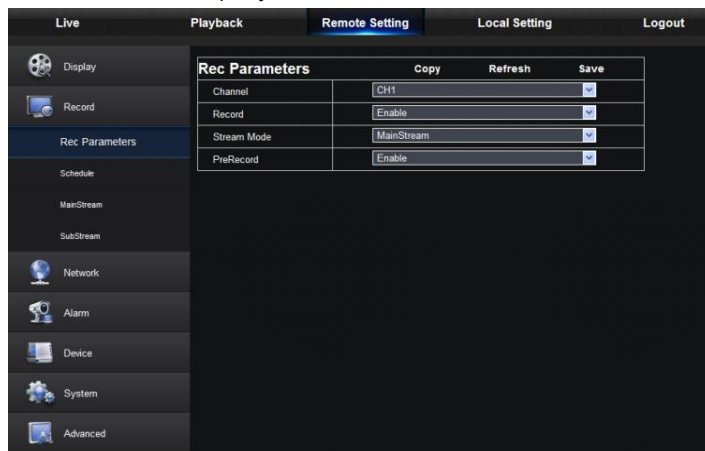 Live Playback Remote Setting Local Setting Logout
Display
Record
Rec Parameters
Schedule
MainStream
SubStream
Network
Alarm
Device
System
Advanced
Rec Parameters Copy Refresh Save
Channel CH1
Record Enable
Stream Mode MainStream
PreRecord Enable